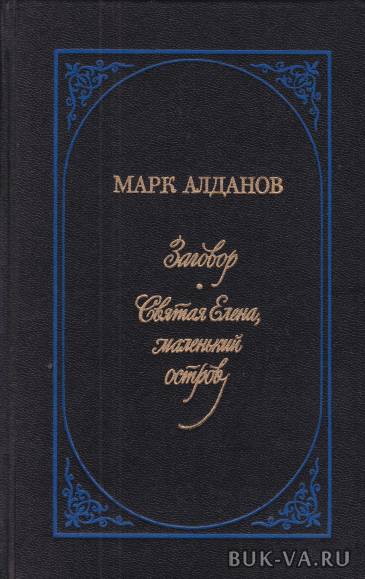 МАРК АЛДАНОВ
Заговор
·
Святая Елена,
маленький
остров
BUK-VA.RU